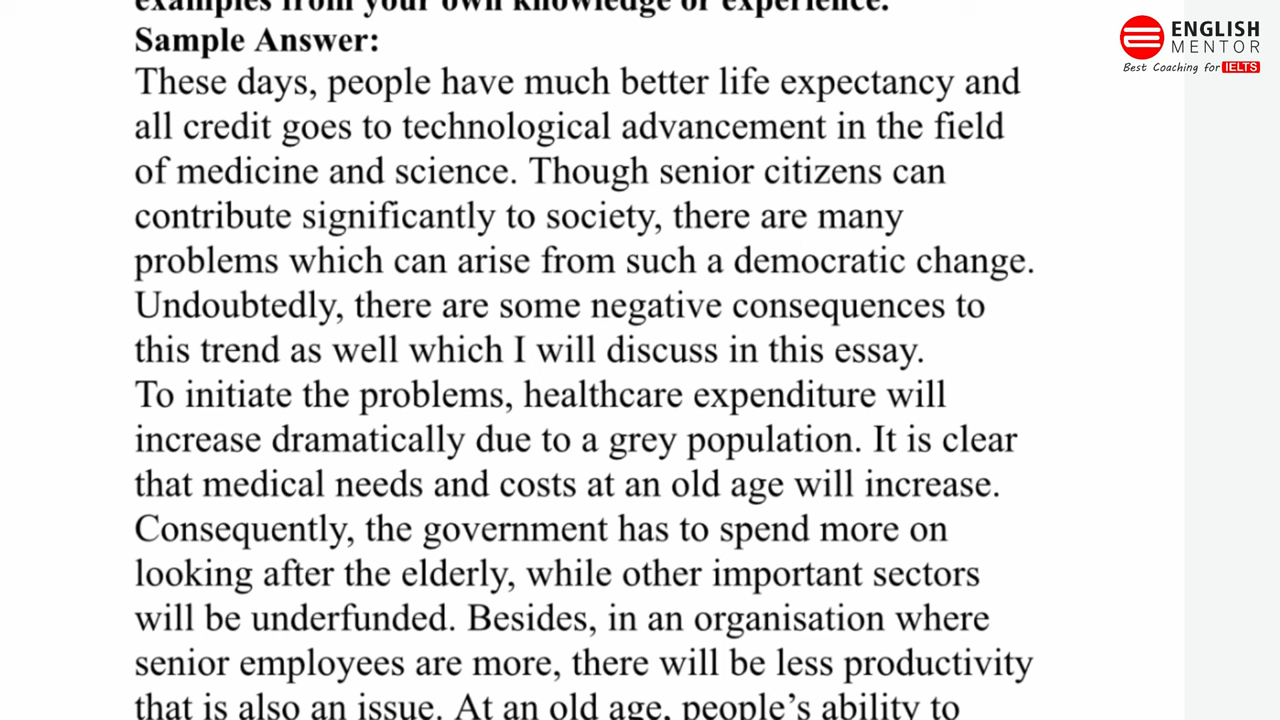 examples from your own knowledge or experience.
Sample Answer:
These days, people have much better life expectancy and
all credit goes to technological advancement in the field
of medicine and science. Though senior citizens can
contribute significantly to society, there are many
problems which can arise from such a democratic change.
Undoubtedly, there are some negative consequences to
this trend as well which I will discuss in this essay.
To initiate the problems, healthcare expenditure will
increase dramatically due to a grey population. It is clear
that medical needs and costs at an old age will increase.
Consequently, the government has to spend more on
looking after the elderly, while other important sectors
will be underfunded. Besides, in an organisation where
senior employees are more, there will be less productivity
that is also an issue. At an old age, people’s ability to
ENGLISH
MENTOR
Best Coaching for IELTS